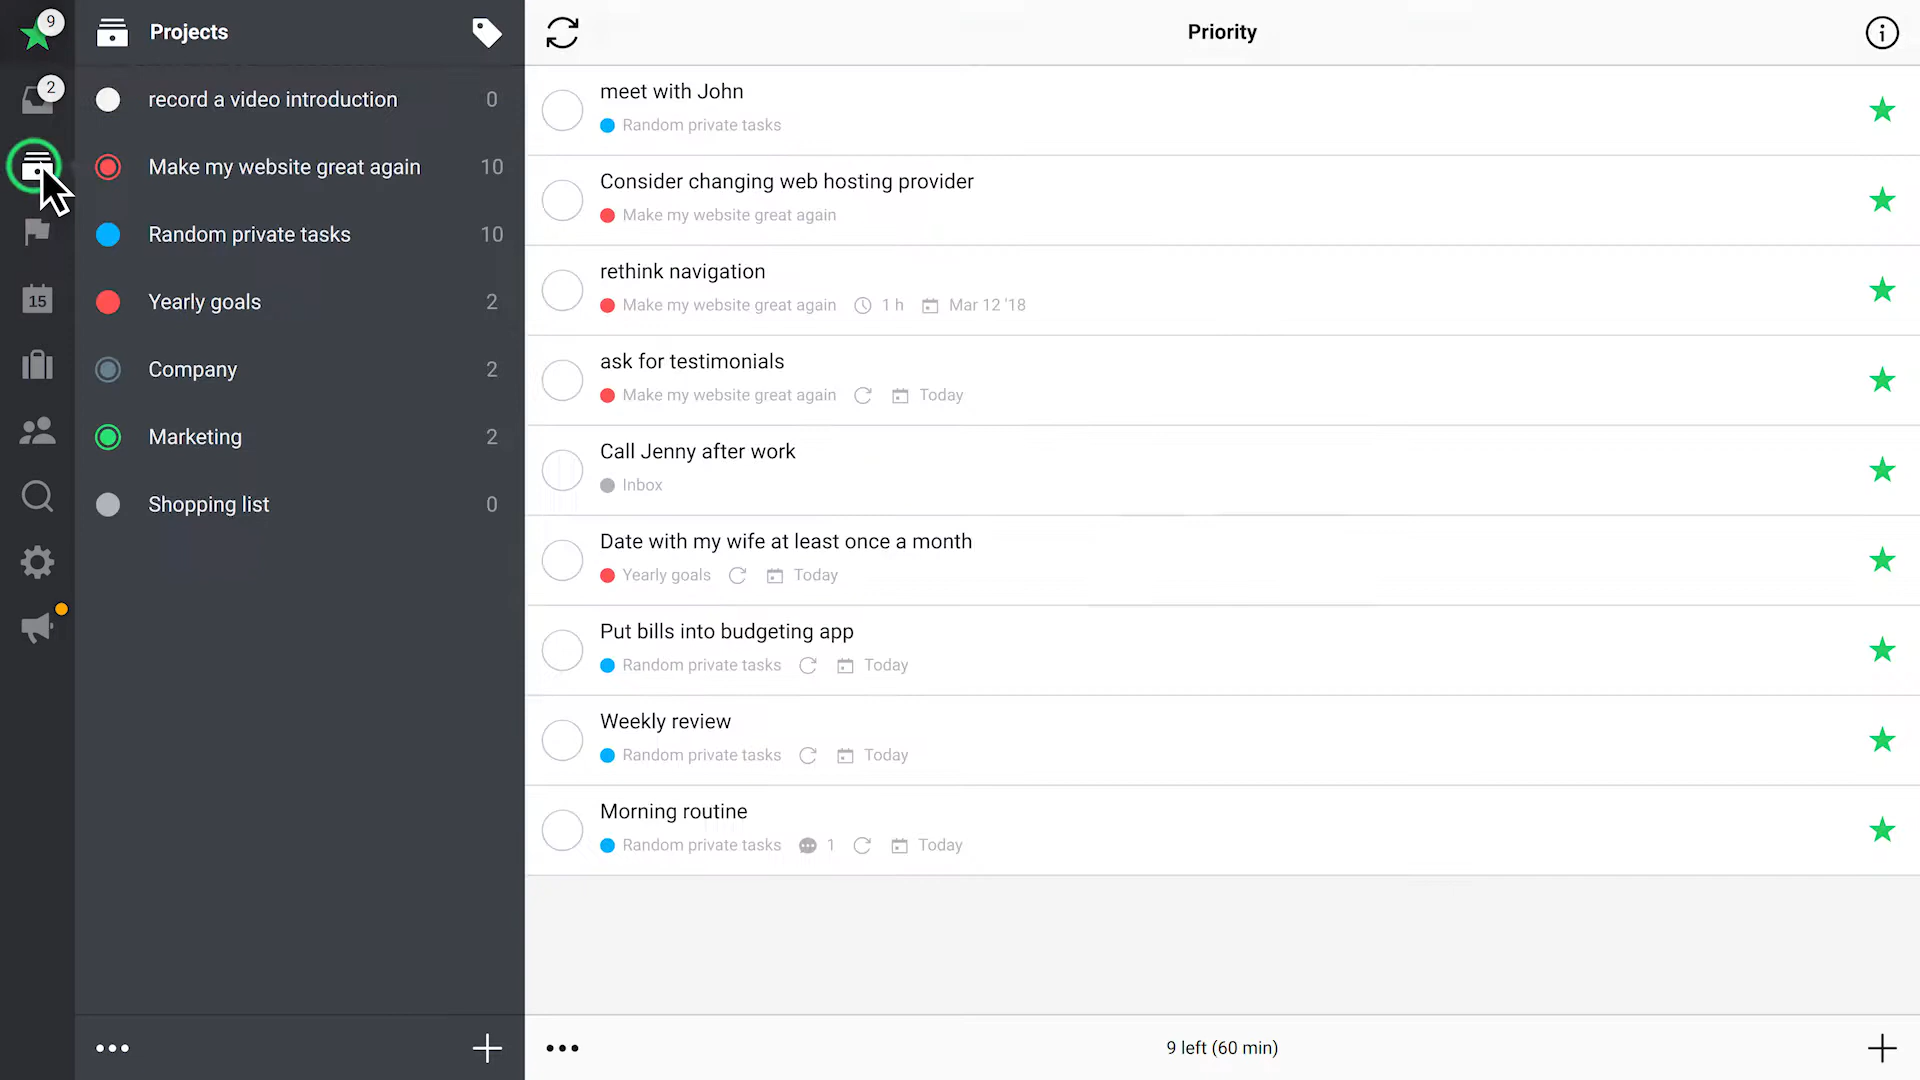 9
2
15
Projects
record a video introduction 0
Make my website great again 10
Random private tasks 10
Yearly goals 2
Company 2
Marketing 2
Shopping list 0
Priority
meet with John
Random private tasks
Consider changing web hosting provider
Make my website great again
rethink navigation
Make my website great again 1 h Mar 12 '18
ask for testimonials
Make my website great again Today
Call Jenny after work
Inbox
Date with my wife at least once a month
Yearly goals Today
Put bills into budgeting app
Random private tasks Today
Weekly review
Random private tasks Today
Morning routine
Random private tasks 1 Today
9 left (60 min)